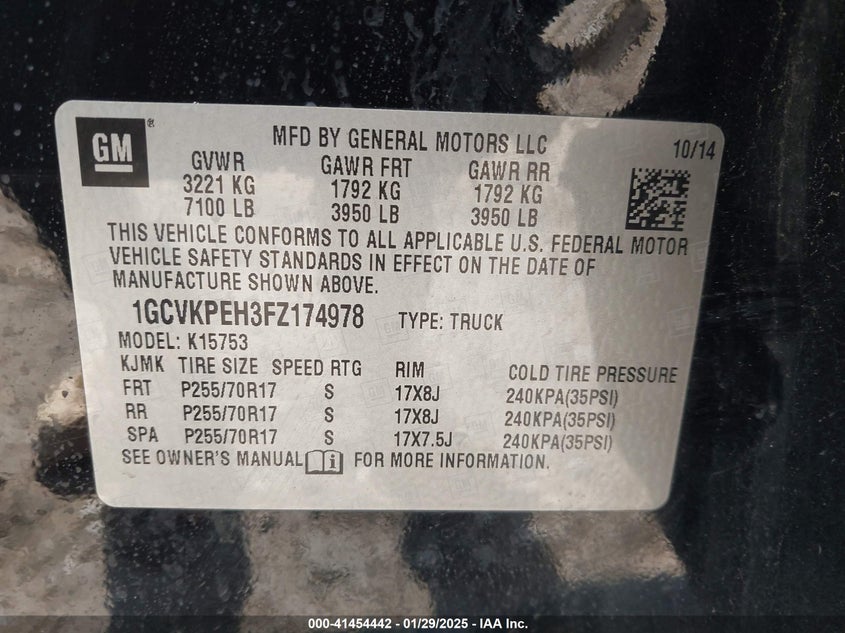 GM®
MFD BY GENERAL MOTORS LLC
10/14
GVWR GAWR FRT GAWR RR
3221 KG 1792 KG 1792 KG
7100 LB 3950 LB 3950 LB
THIS VEHICLE CONFORMS TO ALL APPLICABLE U.S. FEDERAL MOTOR
VEHICLE SAFETY STANDARDS IN EFFECT ON THE DATE OF
MANUFACTURE SHOWN ABOVE.
1GCVKPEH3FZ174978 TYPE: TRUCK
MODEL: K15753
KJMK TIRE SIZE SPEED RTG RIM COLD TIRE PRESSURE
FRT P255/70R17 S 17X8J 240KPA(35PSI)
RR P255/70R17 S 17X8J 240KPA(35PSI)
SPA P255/70R17 S 17X7.5J 240KPA(35PSI)
SEE OWNER'S MANUAL i FOR MORE INFORMATION.
000-41454442 - 01/29/2025 - IAA Inc.